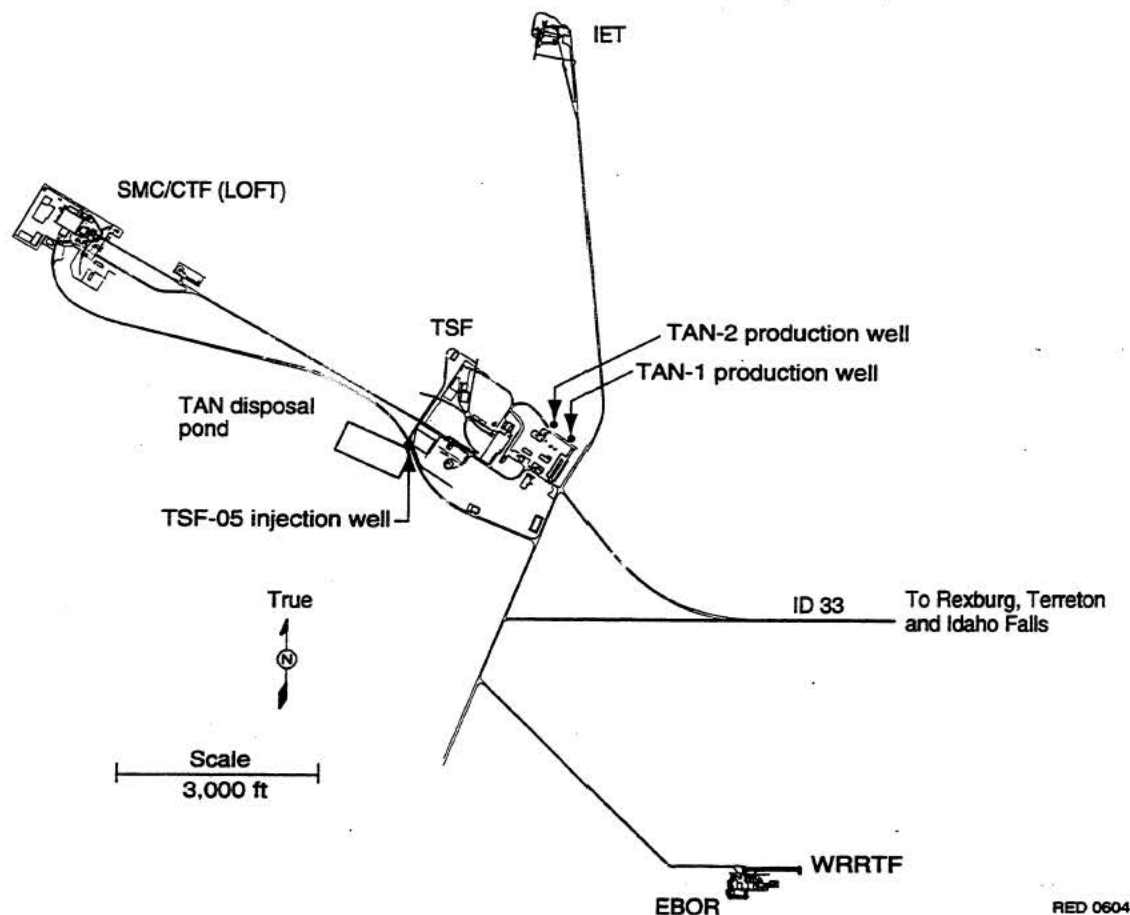 IET
SMC/CTF (LOFT)
TSF
TAN-2 production well
TAN-1 production well
TAN disposal
pond
TSF-05 injection well
True
N
ID 33
To Rexburg, Terreton
and Idaho Falls
Scale
3,000 ft
WRRTF
EBOR
RED 0604